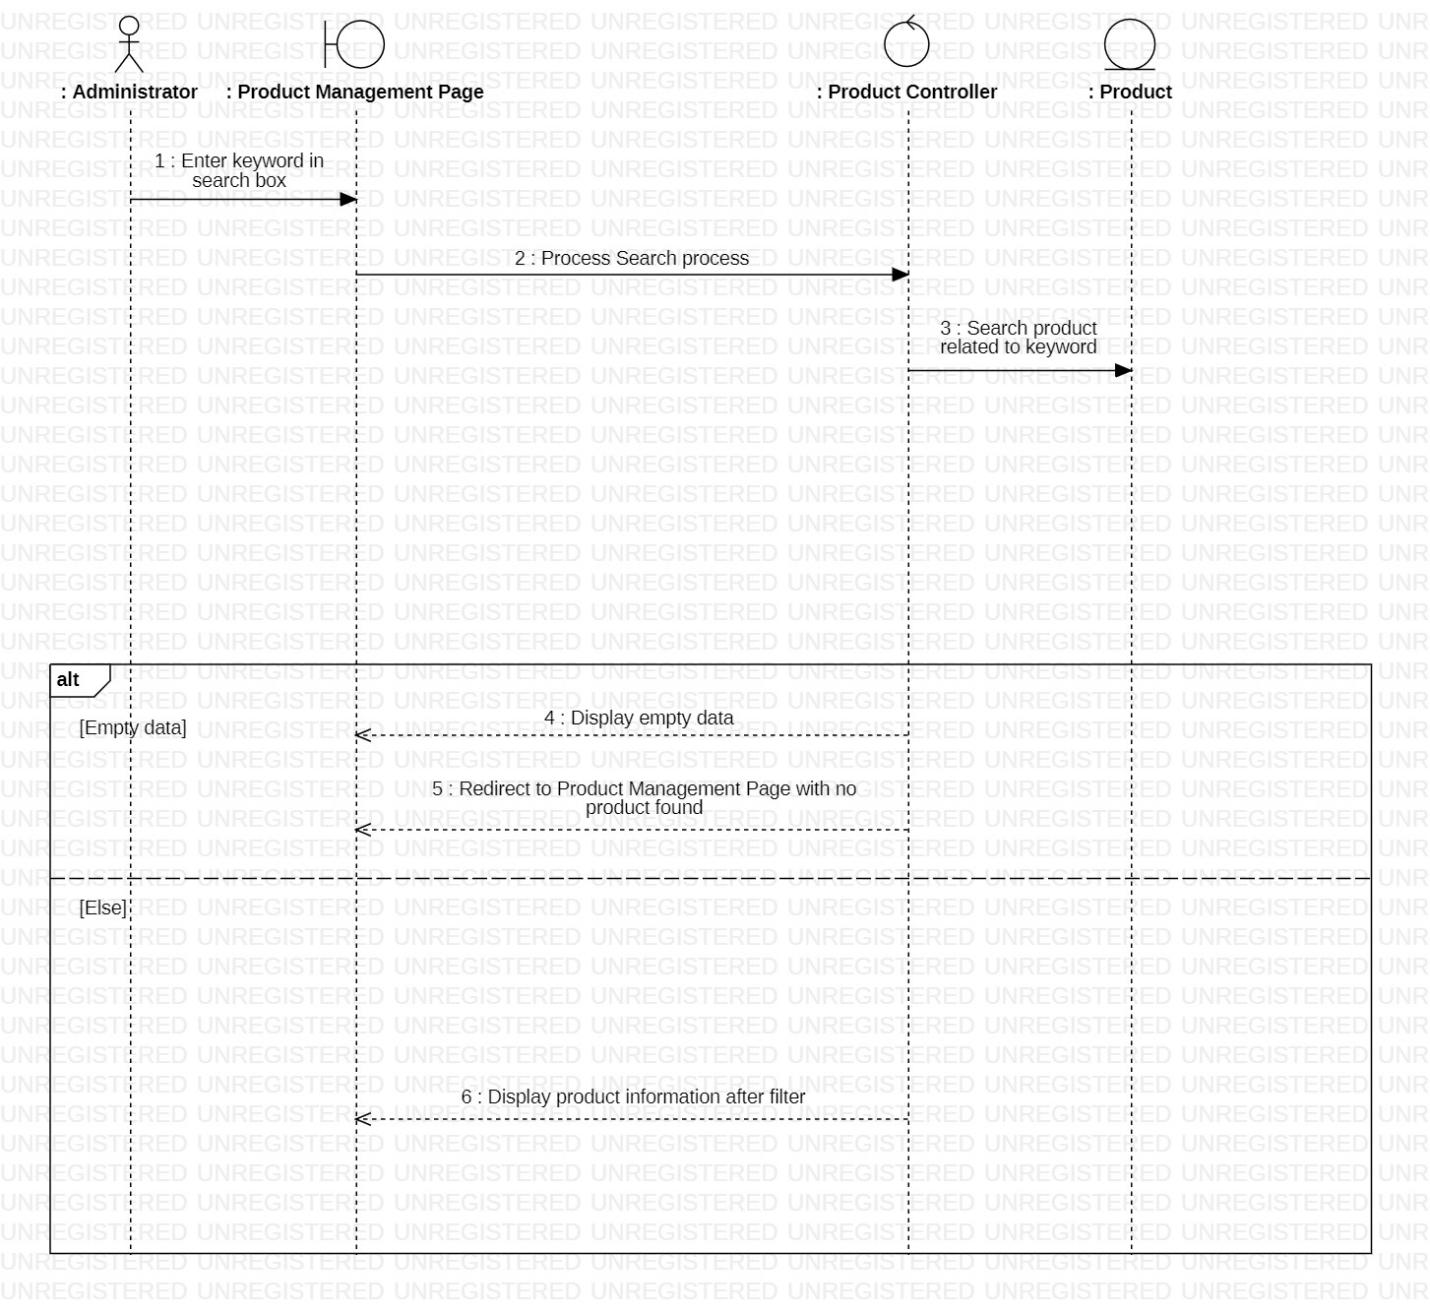 : Administrator
: Product Management Page
: Product Controller
: Product
1 : Enter keyword in
search box
2 : Process Search process
3 : Search product
related to keyword
alt
[Empty data]
4 : Display empty data
5 : Redirect to Product Management Page with no
product found
[Else]
6 : Display product information after filter
UNREGISTERED